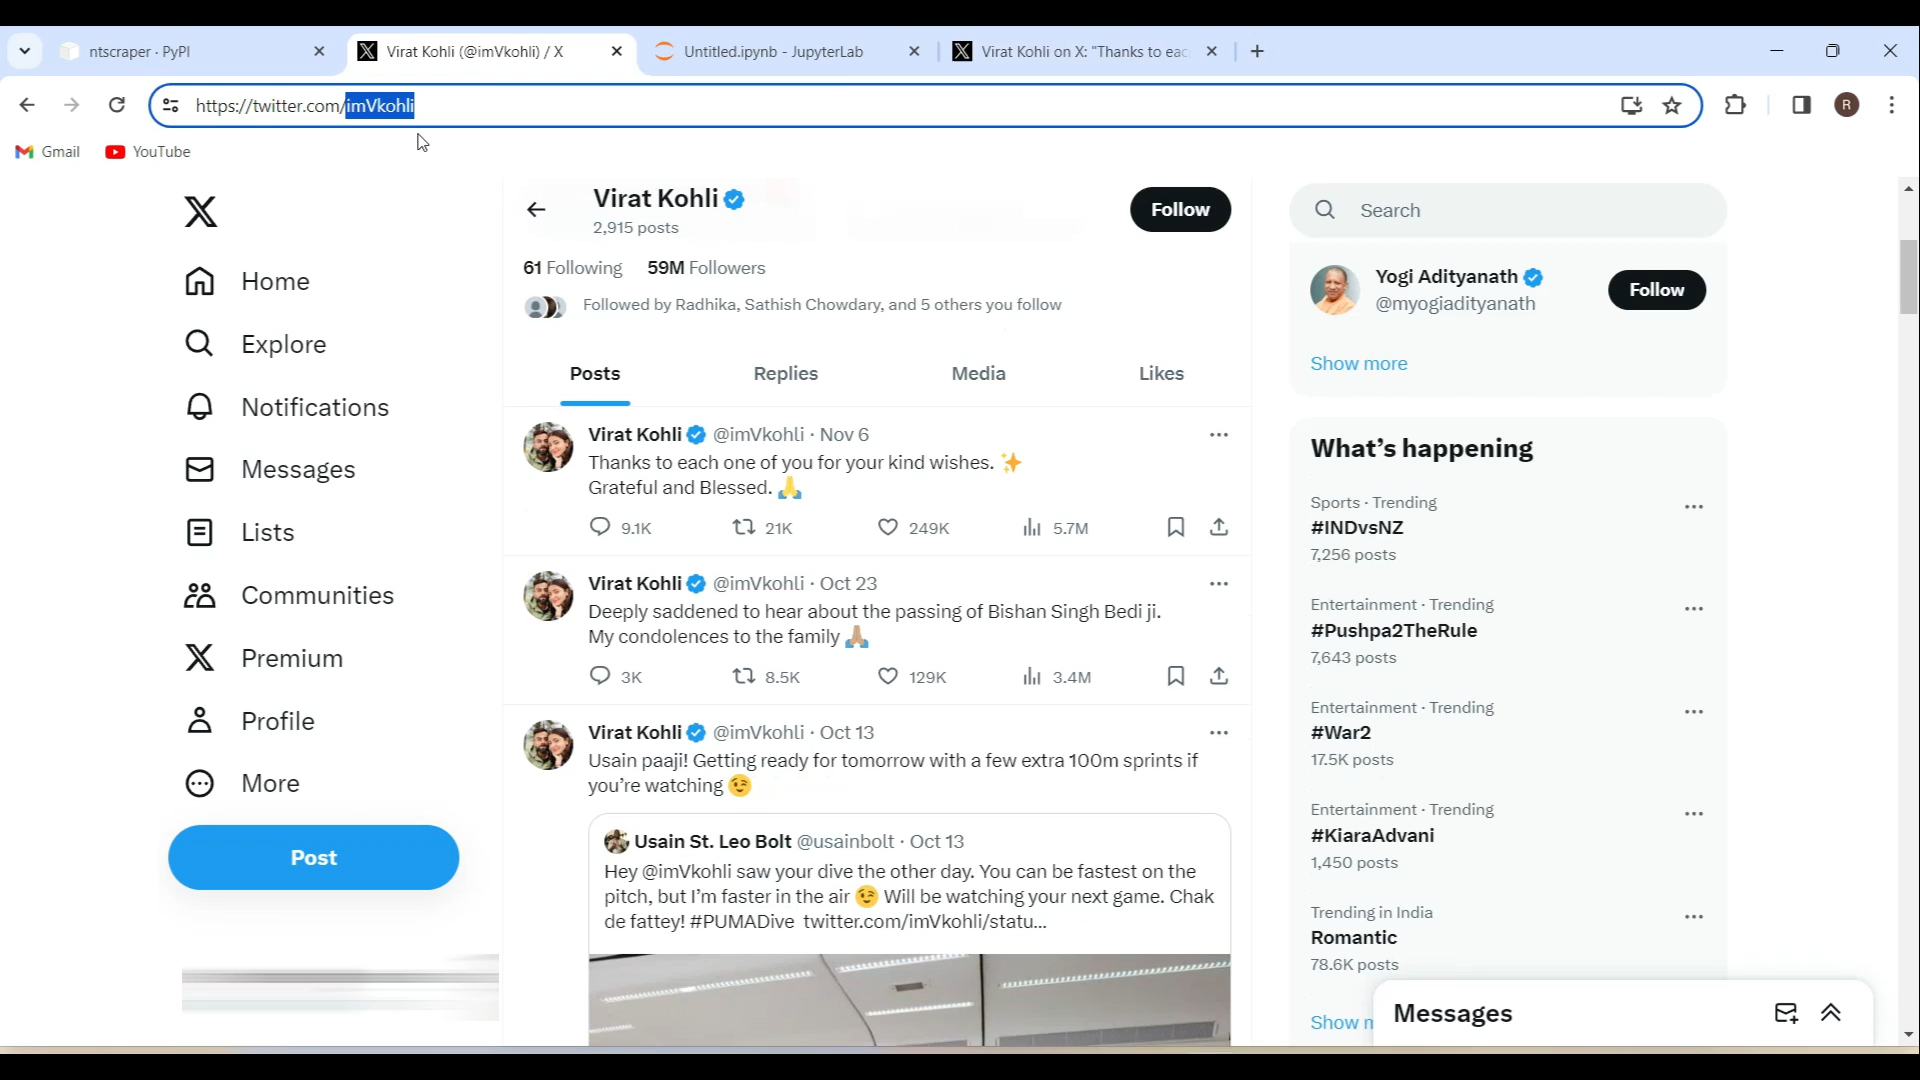 ntscraper · PyPI
Virat Kohli (@imVkohli) / X
Untitled.ipynb - JupyterLab
Virat Kohli on X: "Thanks to eac
https://twitter.com/imVkohli
R
Gmail
YouTube
Home
Explore
Notifications
Messages
Lists
Communities
Premium
Profile
More
Post
Virat Kohli
2,915 posts
Follow
61 Following 59M Followers
Followed by Radhika, Sathish Chowdary, and 5 others you follow
Posts Replies Media Likes
Virat Kohli @imVkohli · Nov 6
Thanks to each one of you for your kind wishes. ✨
Grateful and Blessed. 🙏
9.1K 21K 249K 5.7M
Virat Kohli @imVkohli · Oct 23
Deeply saddened to hear about the passing of Bishan Singh Bedi ji.
My condolences to the family 🙏🏽
3K 8.5K 129K 3.4M
Virat Kohli @imVkohli · Oct 13
Usain paaji! Getting ready for tomorrow with a few extra 100m sprints if
you're watching 😉
Usain St. Leo Bolt @usainbolt · Oct 13
Hey @imVkohli saw your dive the other day. You can be fastest on the
pitch, but I'm faster in the air 😉 Will be watching your next game. Chak
de fattey! #PUMADive twitter.com/imVkohli/statu...
Search
Yogi Adityanath
@myogiadityanath
Follow
Show more
What's happening
Sports · Trending
#INDvsNZ
7,256 posts
Entertainment · Trending
#Pushpa2TheRule
7,643 posts
Entertainment · Trending
#War2
17.5K posts
Entertainment · Trending
#KiaraAdvani
1,450 posts
Trending in India
Romantic
78.6K posts
Show m
Messages